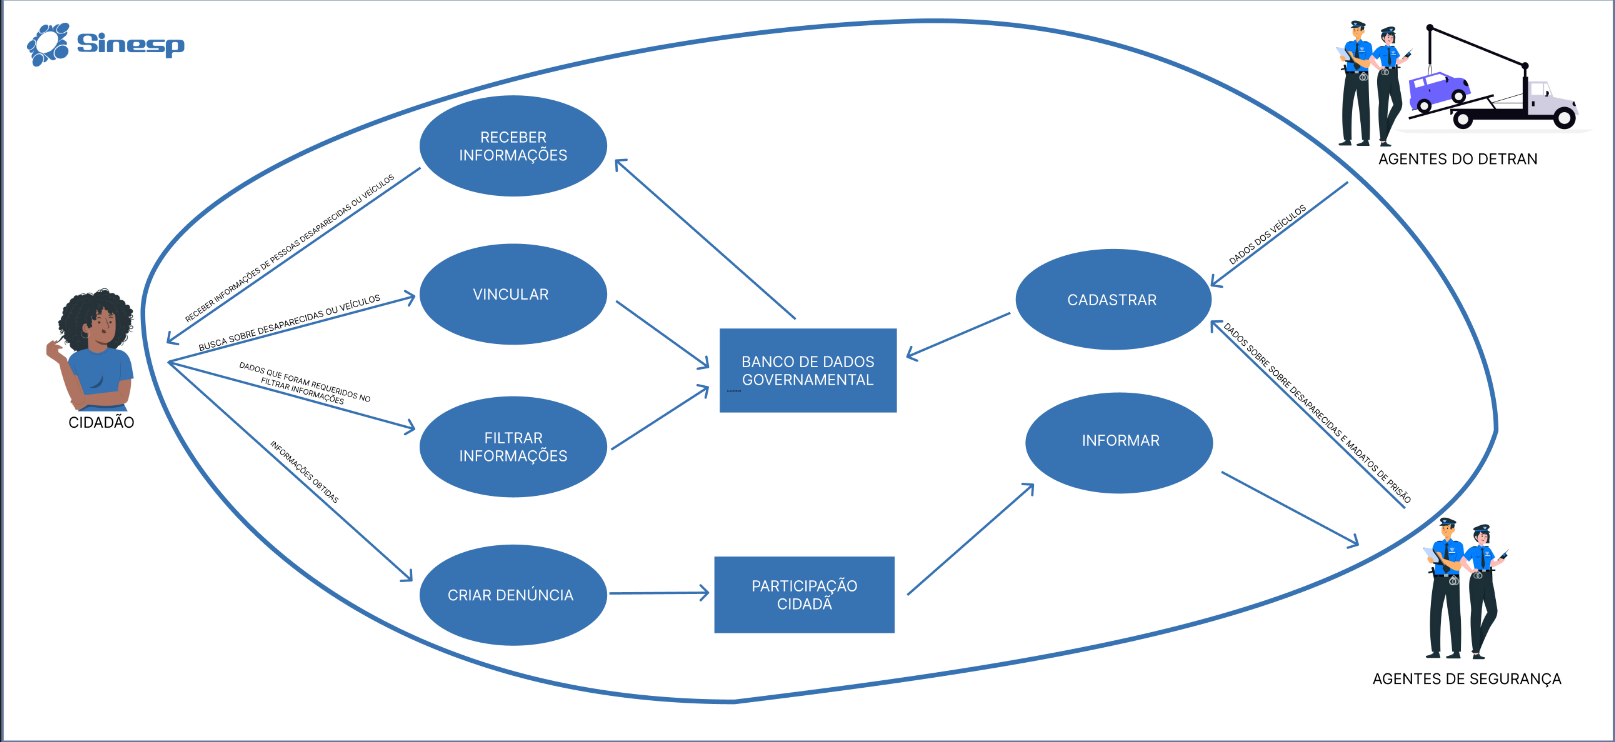 Sinesp
AGENTES DO DETRAN
RECEBER
INFORMAÇÕES
RECEBER INFORMAÇÕES DE PESSOAS DESAPARECIDAS OU VEÍCULOS
DADOS DOS VEÍCULOS
VINCULAR
CADASTRAR
BUSCA SOBRE DESAPARECIDAS OU VEÍCULOS
BANCO DE DADOS
GOVERNAMENTAL
DADOS QUE FORAM REQUERIDOS NO
FILTRAR INFORMAÇÕES
DADOS SOBRE SOBRE DESAPARECIDAS E MADATOS DE PRISÃO
CIDADÃO
FILTRAR
INFORMAÇÕES
INFORMAR
INFORMAÇÕES OBTIDAS
CRIAR DENÚNCIA
PARTICIPAÇÃO
CIDADÃ
AGENTES DE SEGURANÇA